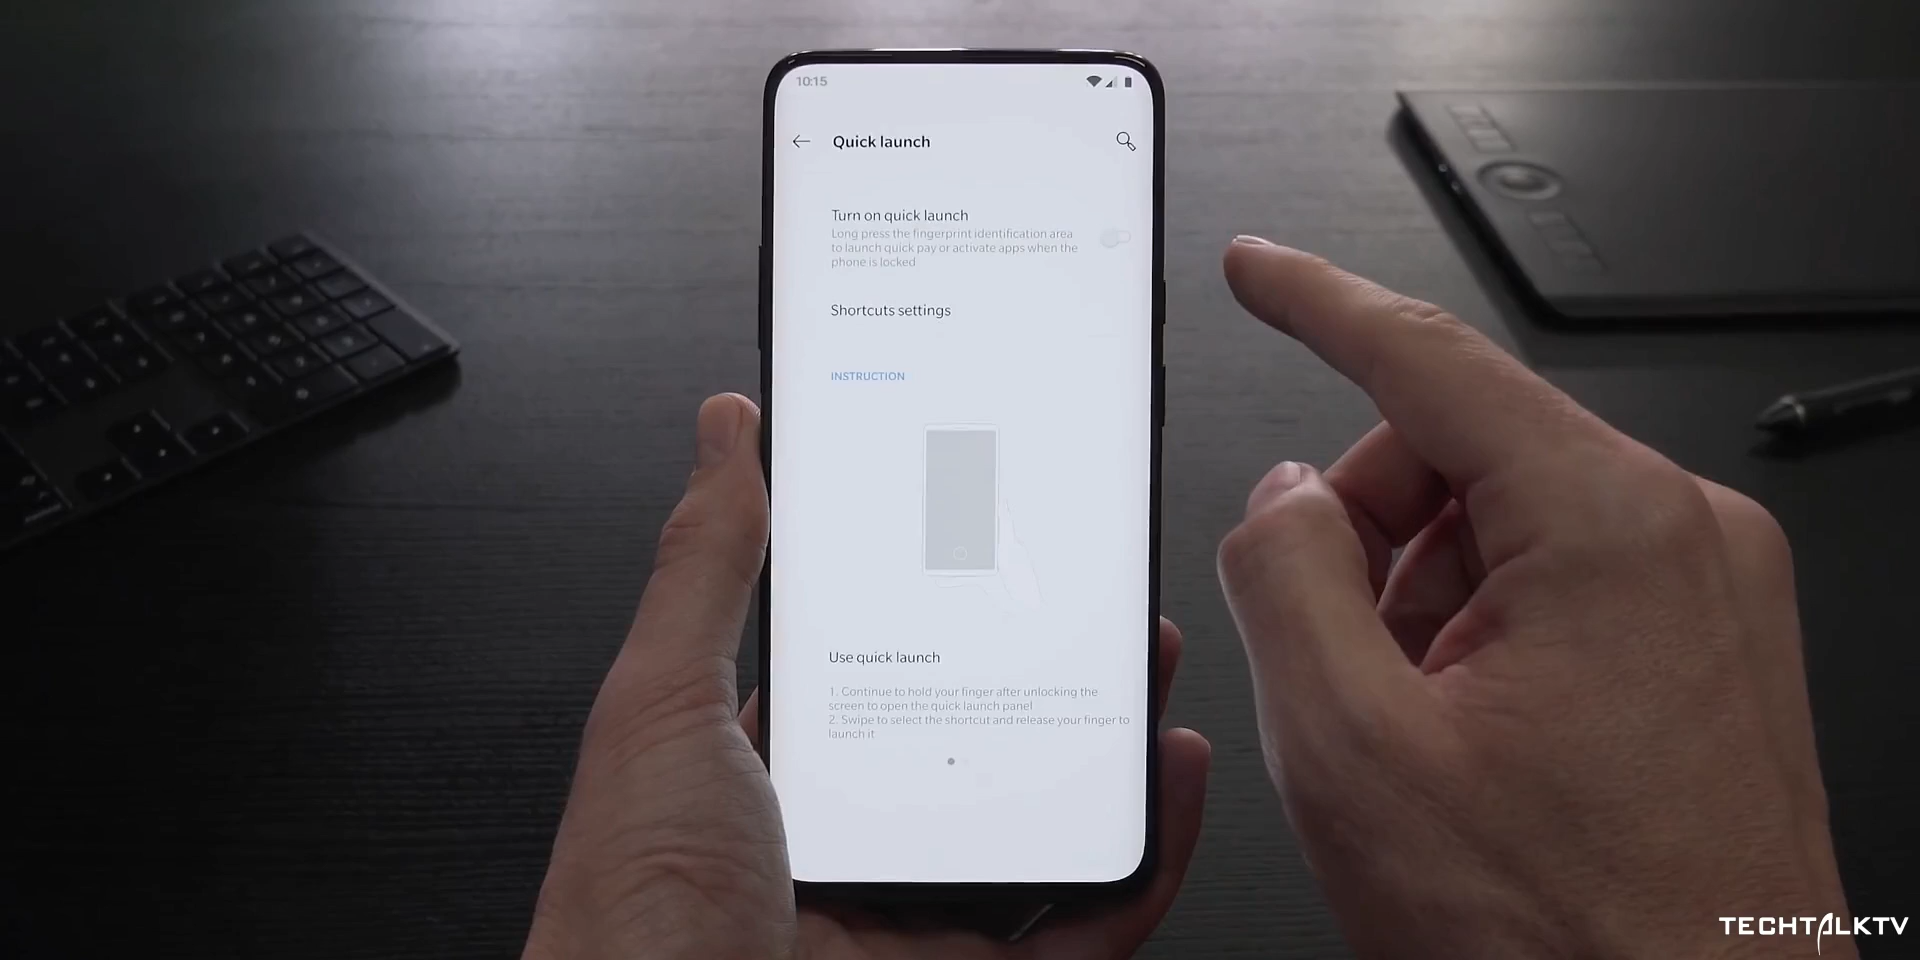 10:15
Quick launch
Turn on quick launch
Long press the fingerprint identification area
to launch quick pay or activate apps when the
phone is locked
Shortcuts settings
INSTRUCTION
Use quick launch
1. Continue to hold your finger after unlocking the
screen to open the quick launch panel
2. Swipe to select the shortcut and release your finger to
launch it
TECHTALKTV